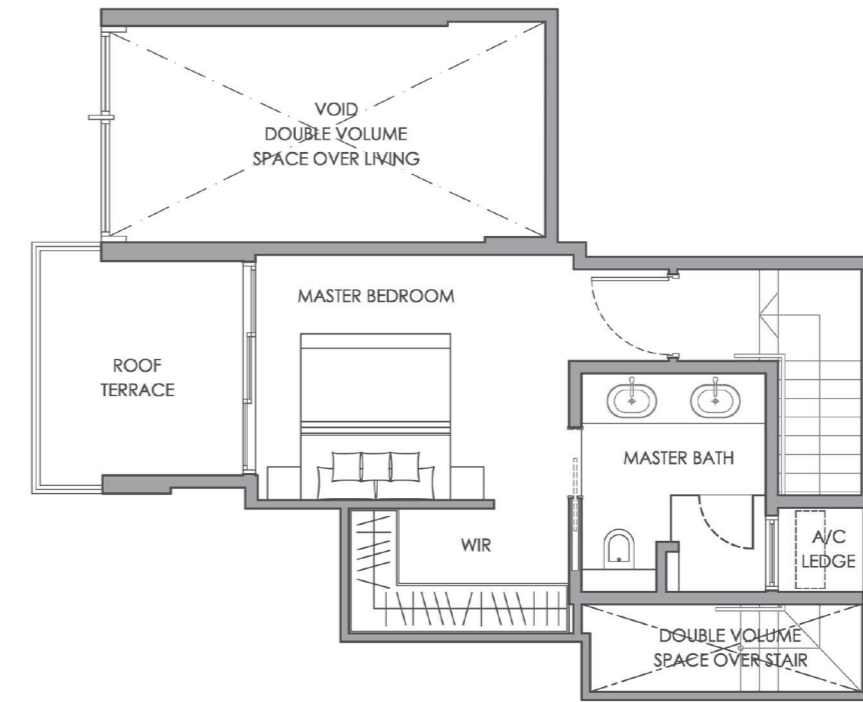 VOID
DOUBLE VOLUME
SPACE OVER LIVING
MASTER BEDROOM
ROOF
TERRACE
MASTER BATH
WIR
A/C
LEDGE
DOUBLE VOLUME
SPACE OVER STAIR